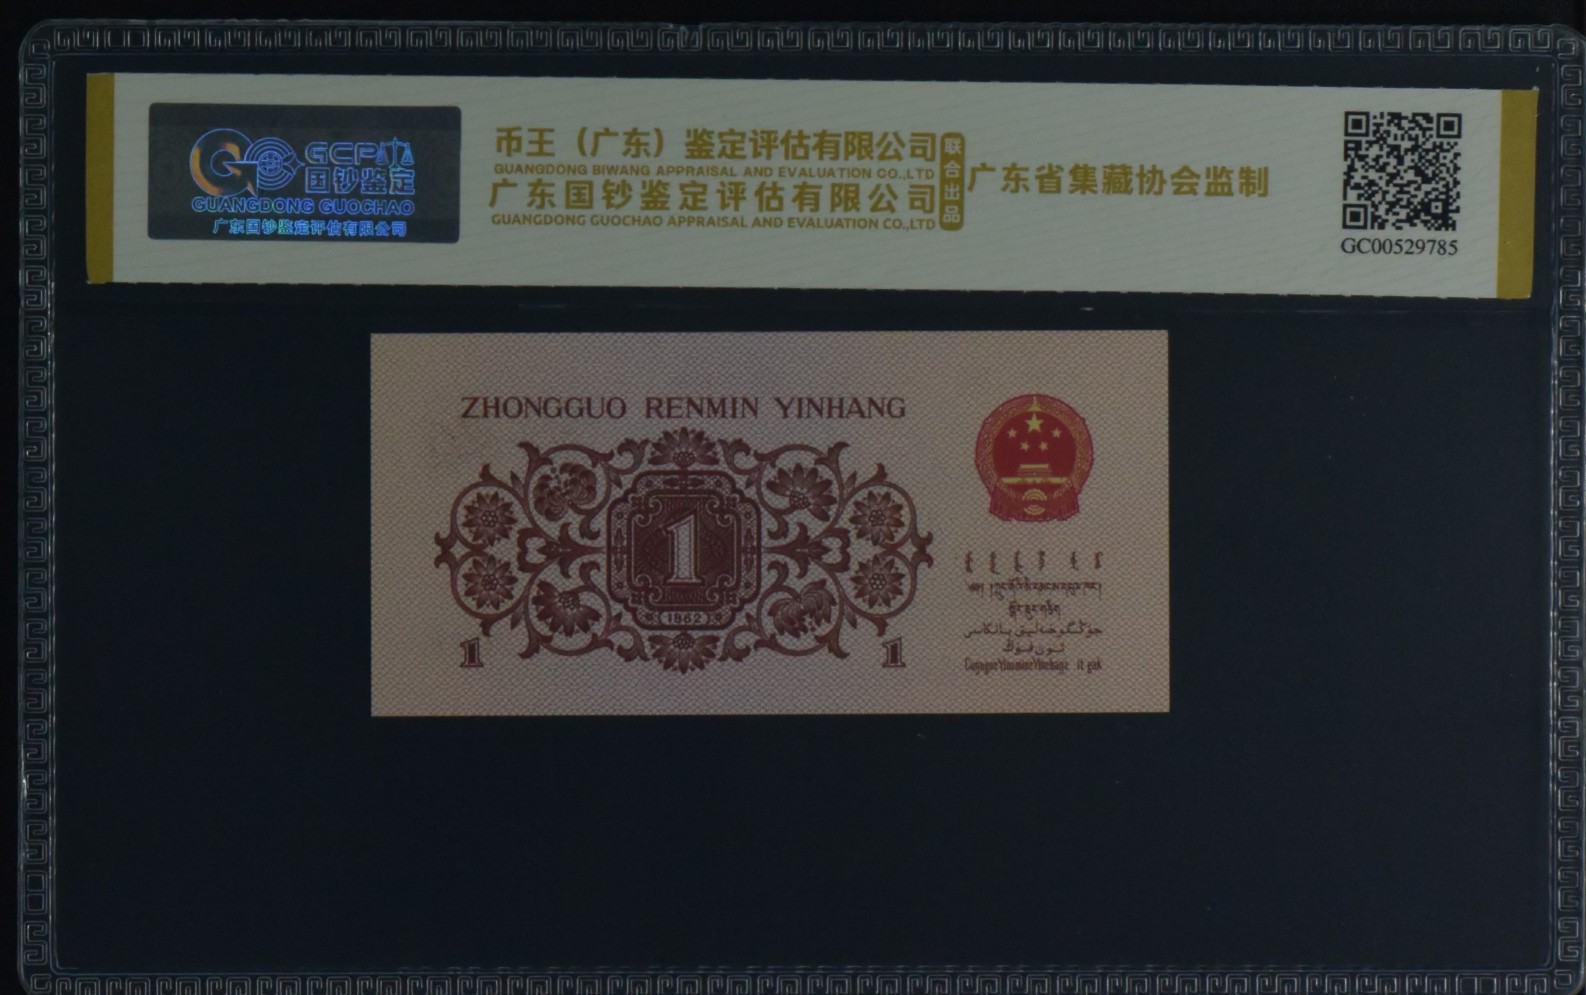 GCP
国钞鉴定
GUANGDONG GUOCHAO
广东国钞鉴定评估有限公司
币王（广东）鉴定评估有限公司
GUANGDONG BIWANG APPRAISAL AND EVALUATION CO.,LTD
广东国钞鉴定评估有限公司
GUANGDONG GUOCHAO APPRAISAL AND EVALUATION CO.,LTD
联合出品
广东省集藏协会监制
GC00529785
ZHONGGUO RENMIN YINHANG
1
1962
1
1